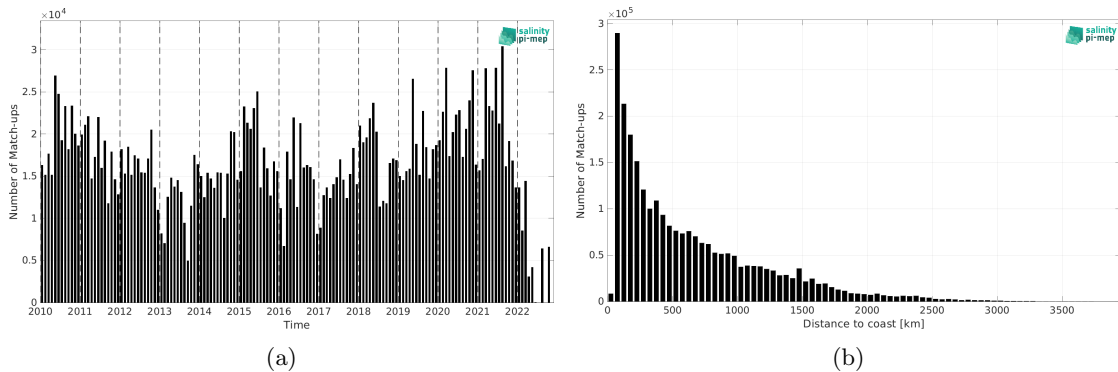 ×10⁴
salinity
pi-mep
3
2.5
2
1.5
1
0.5
0
Number of Match-ups
2010 2011 2012 2013 2014 2015 2016 2017 2018 2019 2020 2021 2022
Time
(a)
×10⁵
salinity
pi-mep
3
2.5
2
1.5
1
0.5
0
Number of Match-ups
0 500 1000 1500 2000 2500 3000 3500
Distance to coast [km]
(b)